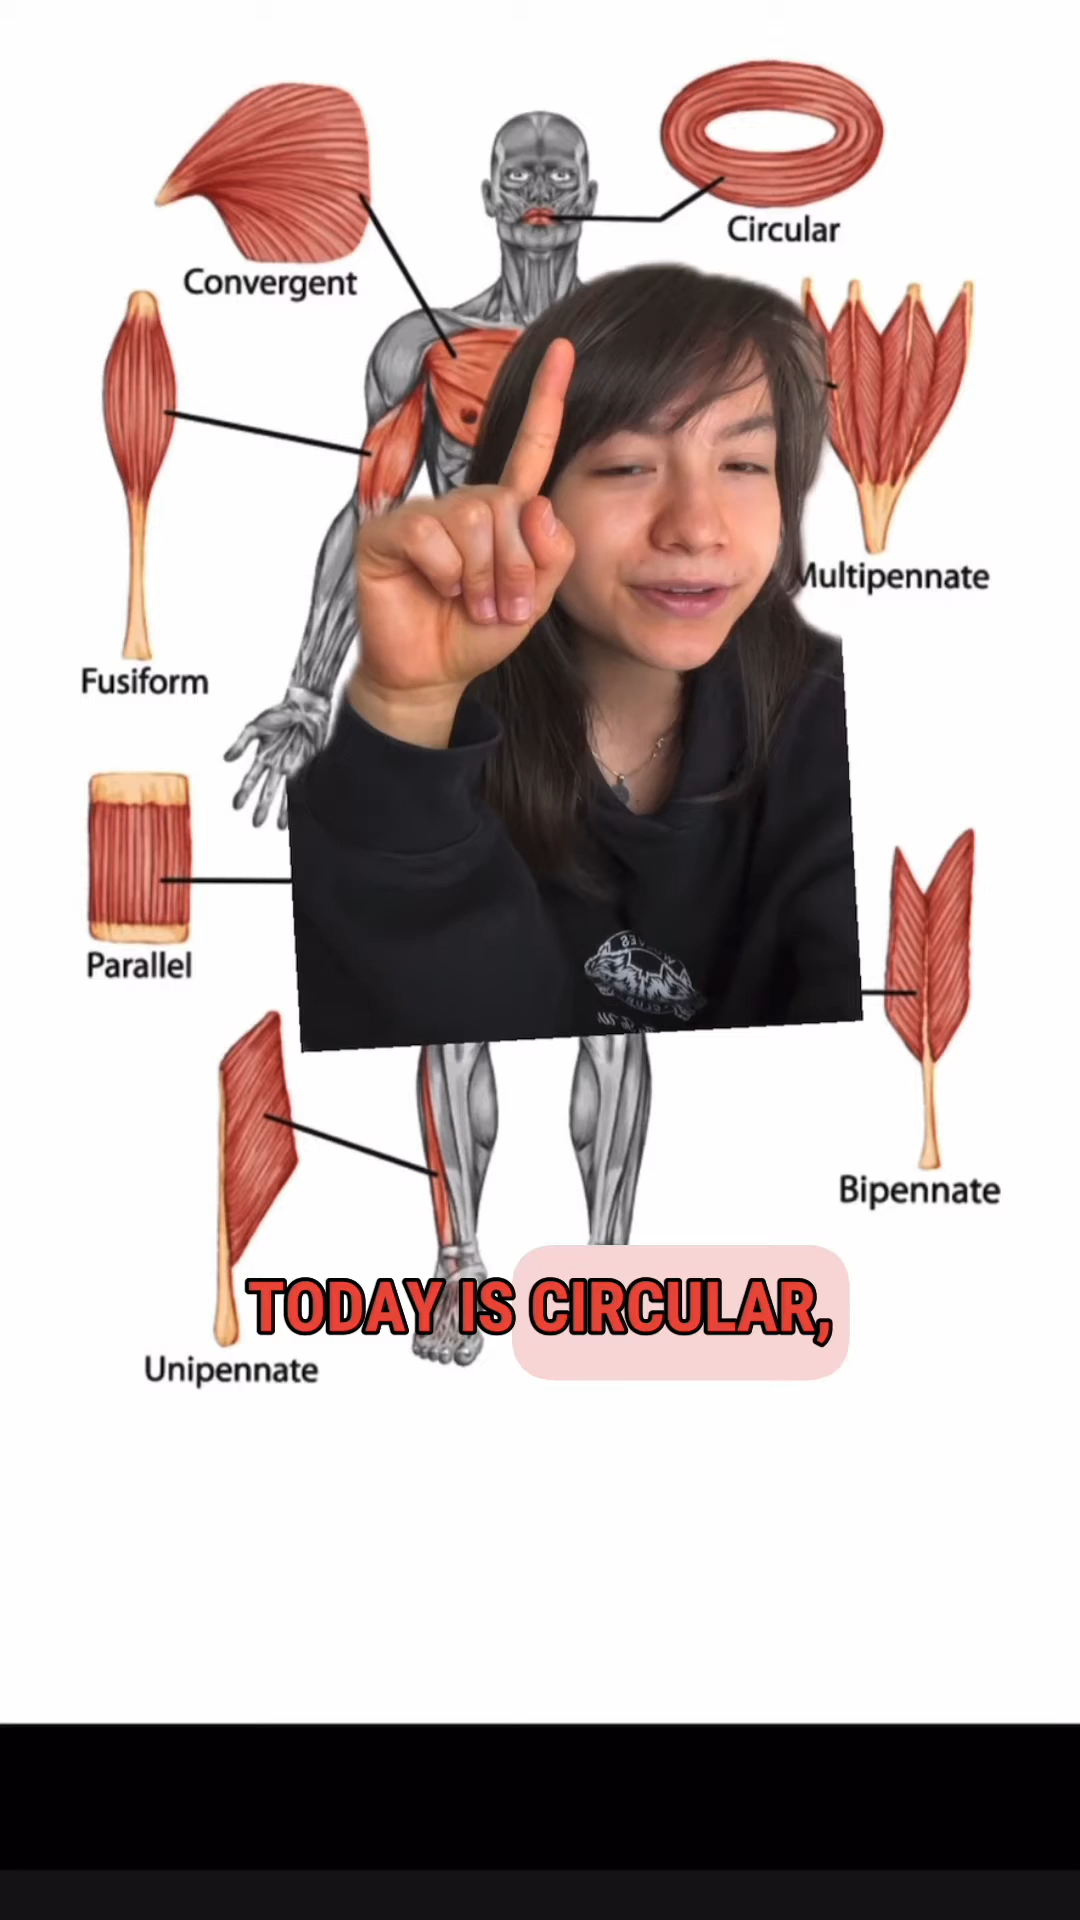 Circular
Convergent
Multipennate
Fusiform
Parallel
Bipennate
TODAY IS CIRCULAR,
Unipennate